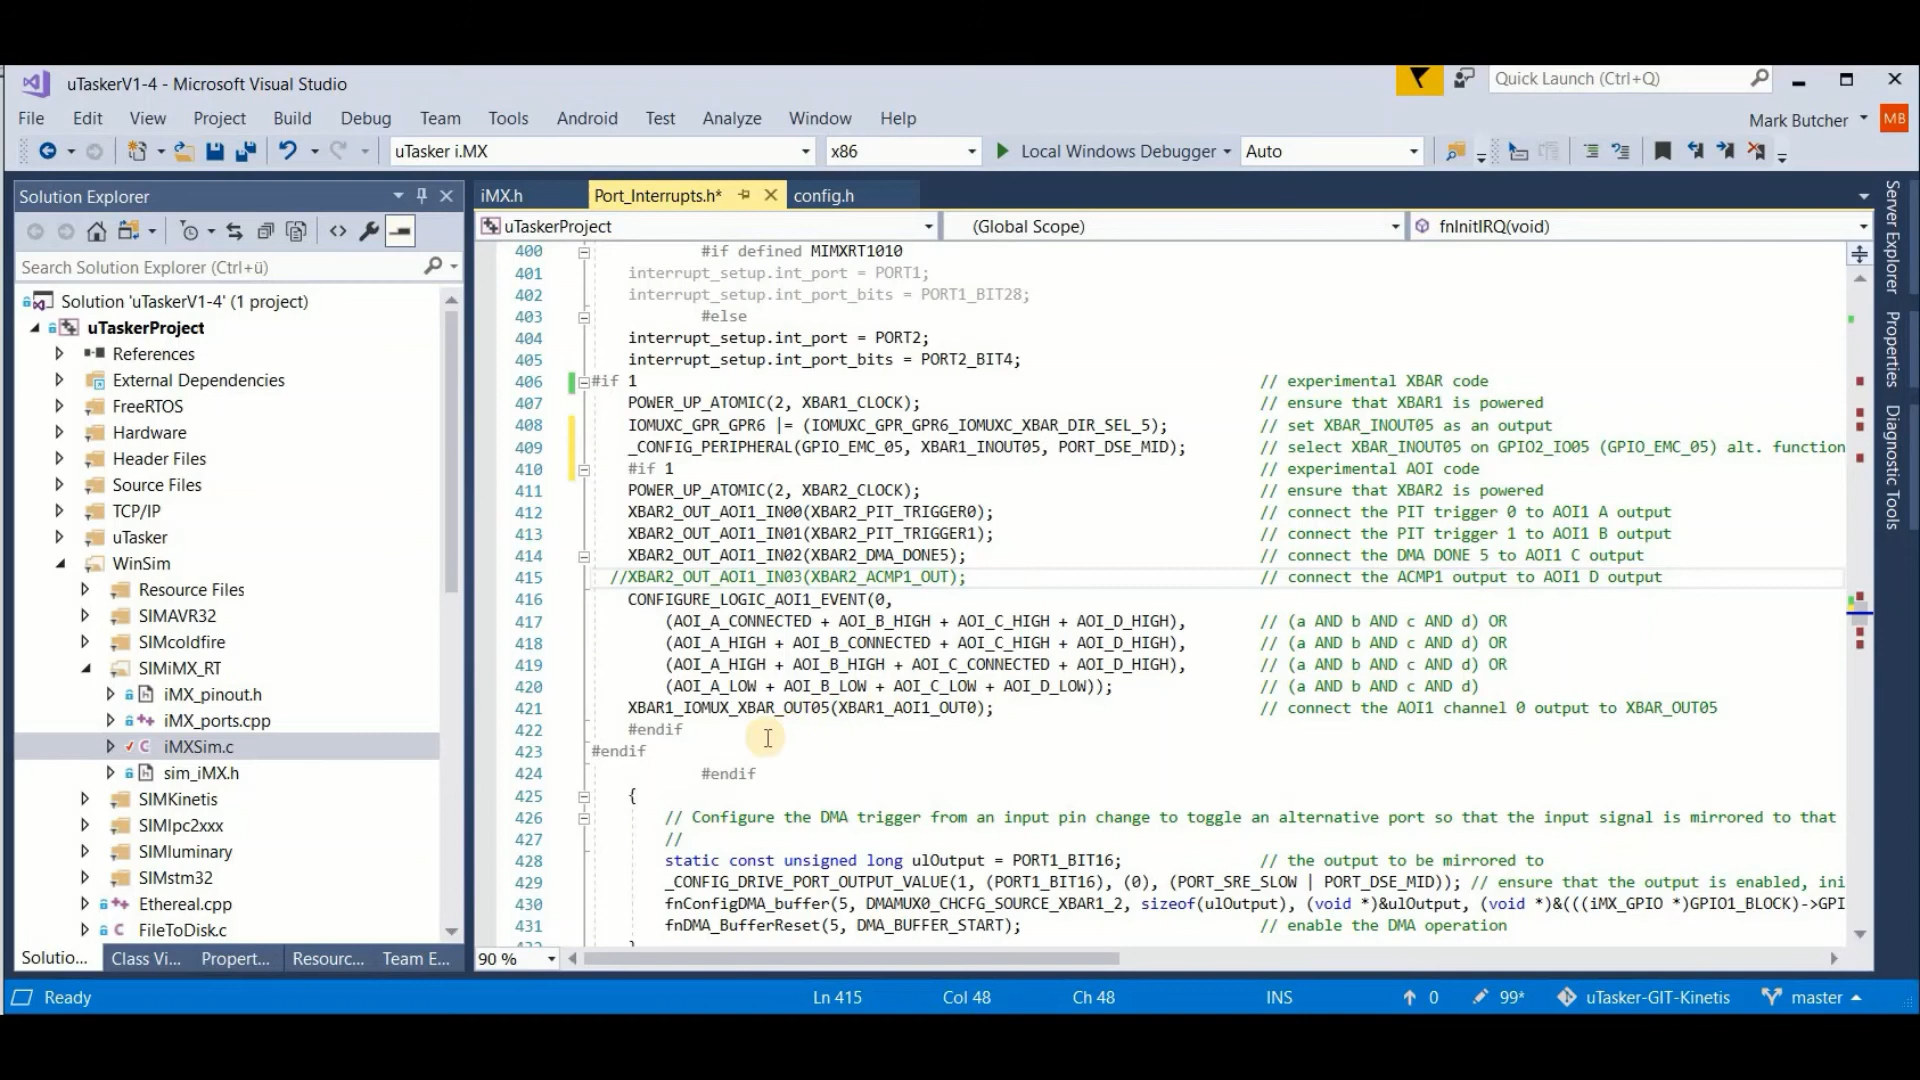 uTaskerV1-4 - Microsoft Visual Studio
Quick Launch (Ctrl+Q)
File Edit View Project Build Debug Team Tools Android Test Analyze Window Help
Mark Butcher MB
uTasker i.MX x86 Local Windows Debugger Auto
Solution Explorer
iMX.h Port_Interrupts.h* config.h
uTaskerProject (Global Scope) fnInitIRQ(void)
Search Solution Explorer (Ctrl+ü)
Solution 'uTaskerV1-4' (1 project)
uTaskerProject
References
External Dependencies
FreeRTOS
Hardware
Header Files
Source Files
TCP/IP
uTasker
WinSim
Resource Files
SIMAVR32
SIMcoldfire
SIMiMX_RT
iMX_pinout.h
iMX_ports.cpp
iMXSim.c
sim_iMX.h
SIMKinetis
SIMlpc2xxx
SIMluminary
SIMstm32
Ethereal.cpp
FileToDisk.c
Solutio... Class Vi... Propert... Resourc... Team E...
400 #if defined MIMXRT1010
401 interrupt_setup.int_port = PORT1;
402 interrupt_setup.int_port_bits = PORT1_BIT28;
403 #else
404 interrupt_setup.int_port = PORT2;
405 interrupt_setup.int_port_bits = PORT2_BIT4;
406 #if 1 // experimental XBAR code
407 POWER_UP_ATOMIC(2, XBAR1_CLOCK); // ensure that XBAR1 is powered
408 IOMUXC_GPR_GPR6 |= (IOMUXC_GPR_GPR6_IOMUXC_XBAR_DIR_SEL_5); // set XBAR_INOUT05 as an output
409 _CONFIG_PERIPHERAL(GPIO_EMC_05, XBAR1_INOUT05, PORT_DSE_MID); // select XBAR_INOUT05 on GPIO2_IO05 (GPIO_EMC_05) alt. function
410 #if 1 // experimental AOI code
411 POWER_UP_ATOMIC(2, XBAR2_CLOCK); // ensure that XBAR2 is powered
412 XBAR2_OUT_AOI1_IN00(XBAR2_PIT_TRIGGER0); // connect the PIT trigger 0 to AOI1 A output
413 XBAR2_OUT_AOI1_IN01(XBAR2_PIT_TRIGGER1); // connect the PIT trigger 1 to AOI1 B output
414 XBAR2_OUT_AOI1_IN02(XBAR2_DMA_DONE5); // connect the DMA DONE 5 to AOI1 C output
415 //XBAR2_OUT_AOI1_IN03(XBAR2_ACMP1_OUT); // connect the ACMP1 output to AOI1 D output
416 CONFIGURE_LOGIC_AOI1_EVENT(0,
417 (AOI_A_CONNECTED + AOI_B_HIGH + AOI_C_HIGH + AOI_D_HIGH), // (a AND b AND c AND d) OR
418 (AOI_A_HIGH + AOI_B_CONNECTED + AOI_C_HIGH + AOI_D_HIGH), // (a AND b AND c AND d) OR
419 (AOI_A_HIGH + AOI_B_HIGH + AOI_C_CONNECTED + AOI_D_HIGH), // (a AND b AND c AND d) OR
420 (AOI_A_LOW + AOI_B_LOW + AOI_C_LOW + AOI_D_LOW)); // (a AND b AND c AND d)
421 XBAR1_IOMUX_XBAR_OUT05(XBAR1_AOI1_OUT0); // connect the AOI1 channel 0 output to XBAR_OUT05
422 #endif
423 #endif
424 #endif
425 {
426 // Configure the DMA trigger from an input pin change to toggle an alternative port so that the input signal is mirrored to that
427 //
428 static const unsigned long ulOutput = PORT1_BIT16; // the output to be mirrored to
429 _CONFIG_DRIVE_PORT_OUTPUT_VALUE(1, (PORT1_BIT16), (0), (PORT_SRE_SLOW | PORT_DSE_MID)); // ensure that the output is enabled, ini
430 fnConfigDMA_buffer(5, DMAMUX0_CHCFG_SOURCE_XBAR1_2, sizeof(ulOutput), (void *)&ulOutput, (void *)&(((iMX_GPIO *)GPIO1_BLOCK)->GPI
431 fnDMA_BufferReset(5, DMA_BUFFER_START); // enable the DMA operation
90 %
Server Explorer
Properties
Diagnostic Tools
Ready Ln 415 Col 48 Ch 48 INS 0 99* uTasker-GIT-Kinetis master